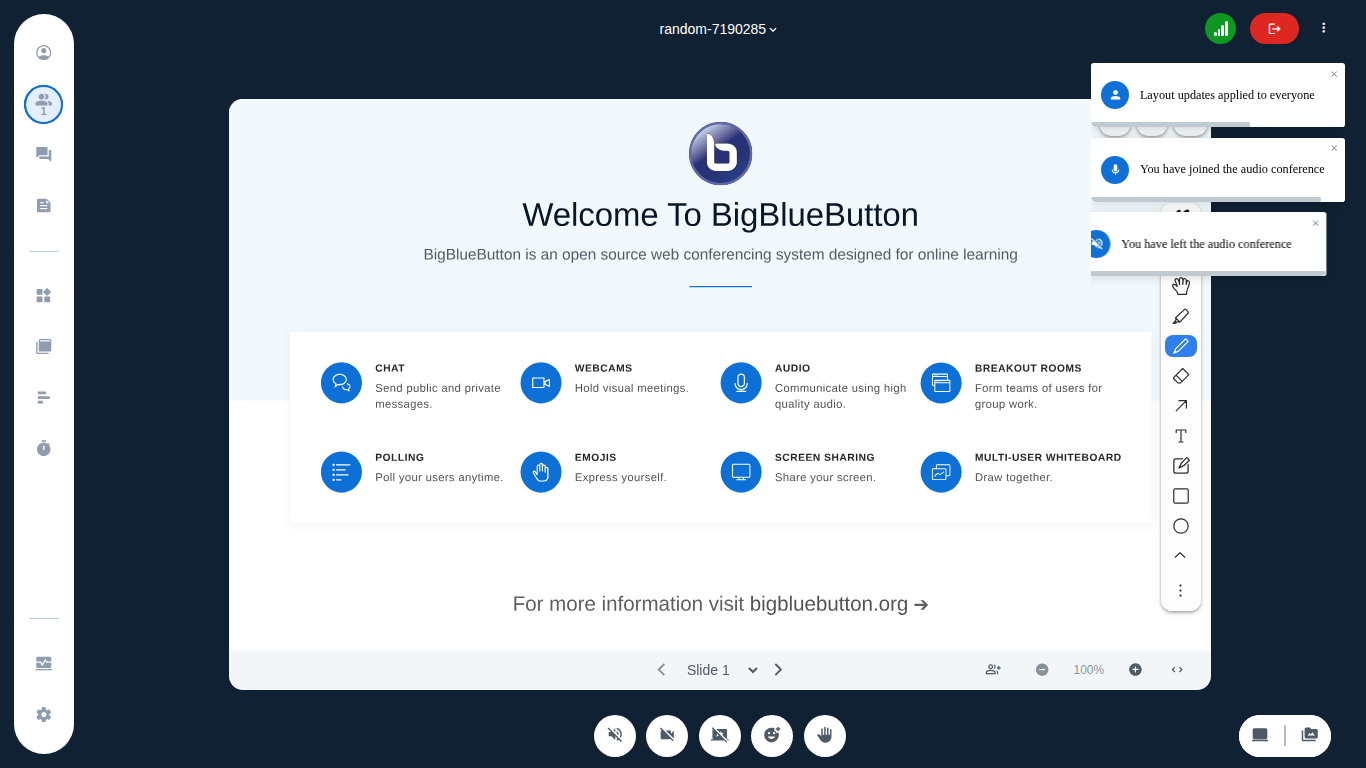 random-7190285
1
Layout updates applied to everyone
You have joined the audio conference
You have left the audio conference
Welcome To BigBlueButton
BigBlueButton is an open source web conferencing system designed for online learning
CHAT
Send public and private
messages.
WEBCAMS
Hold visual meetings.
AUDIO
Communicate using high
quality audio.
BREAKOUT ROOMS
Form teams of users for
group work.
POLLING
Poll your users anytime.
EMOJIS
Express yourself.
SCREEN SHARING
Share your screen.
MULTI-USER WHITEBOARD
Draw together.
For more information visit bigbluebutton.org ➔
Slide 1
100%